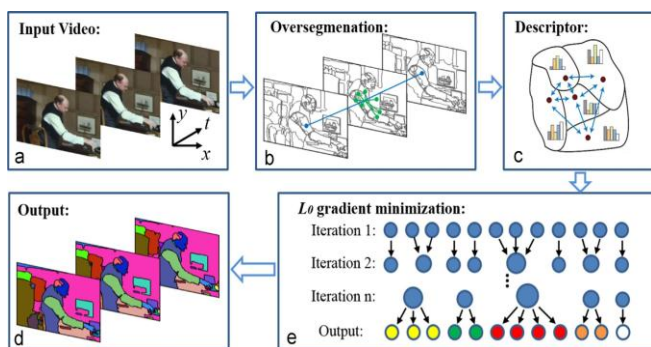 Input Video:
y
t
x
a
Oversegmenation:
b
Descriptor:
c
Output:
d
L₀ gradient minimization:
Iteration 1:
Iteration 2:
Iteration n:
Output:
e